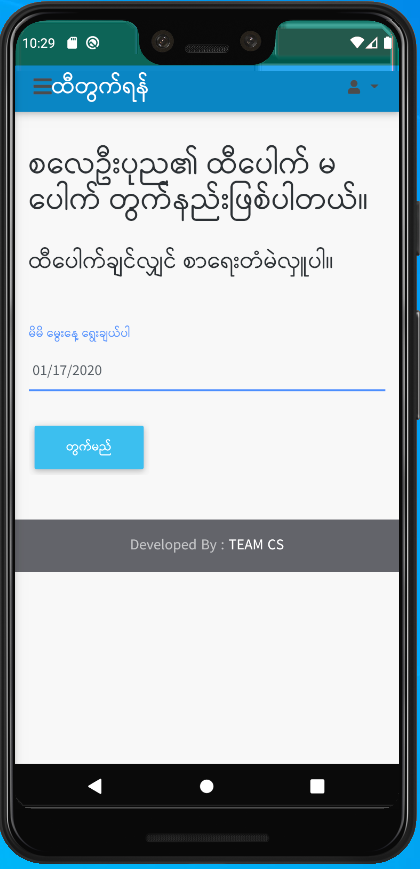 10:29
ထီတွက်ရန်
စလေဦးပုည၏ ထီပေါက် မ
ပေါက် တွက်နည်းဖြစ်ပါတယ်။
ထီပေါက်ချင်လျှင် စာရေးတံမဲလှူပါ။
မိမိ မွေးနေ့ ရွေးချယ်ပါ
01/17/2020
တွက်မည်
Developed By : TEAM CS